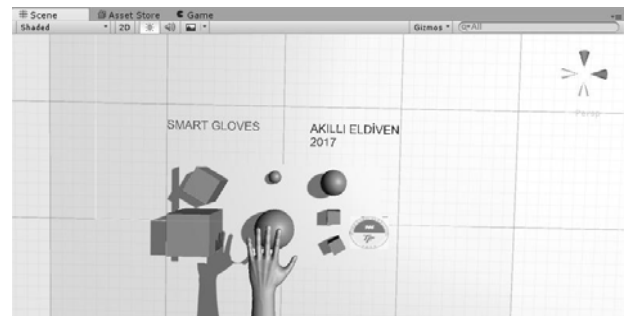 Scene
Asset Store
Game
Shaded
2D
Gizmos
All
Persp
SMART GLOVES
AKILLI ELDİVEN
2017